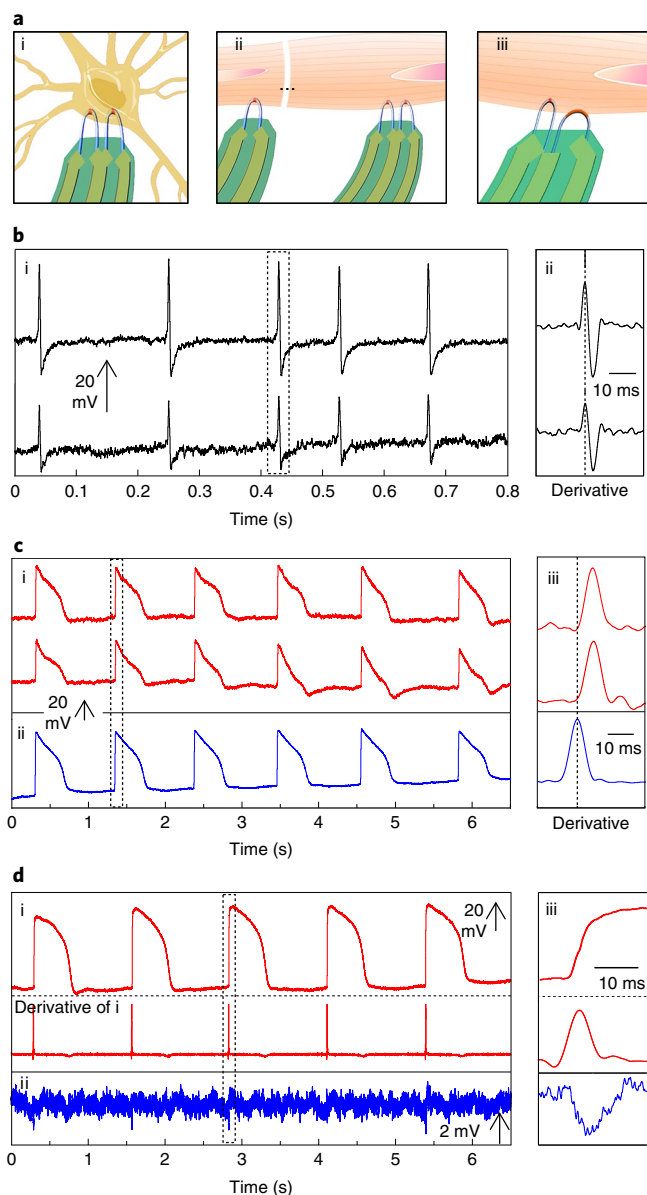 a
i
ii
iii
b
i
ii
20
mV
10 ms
0 0.1 0.2 0.3 0.4 0.5 0.6 0.7 0.8
Derivative
Time (s)
c
i
iii
20
mV
ii
10 ms
0 1 2 3 4 5 6
Derivative
Time (s)
d
i
20
mV
iii
10 ms
Derivative of i
ii
2 mV
0 1 2 3 4 5 6
Time (s)